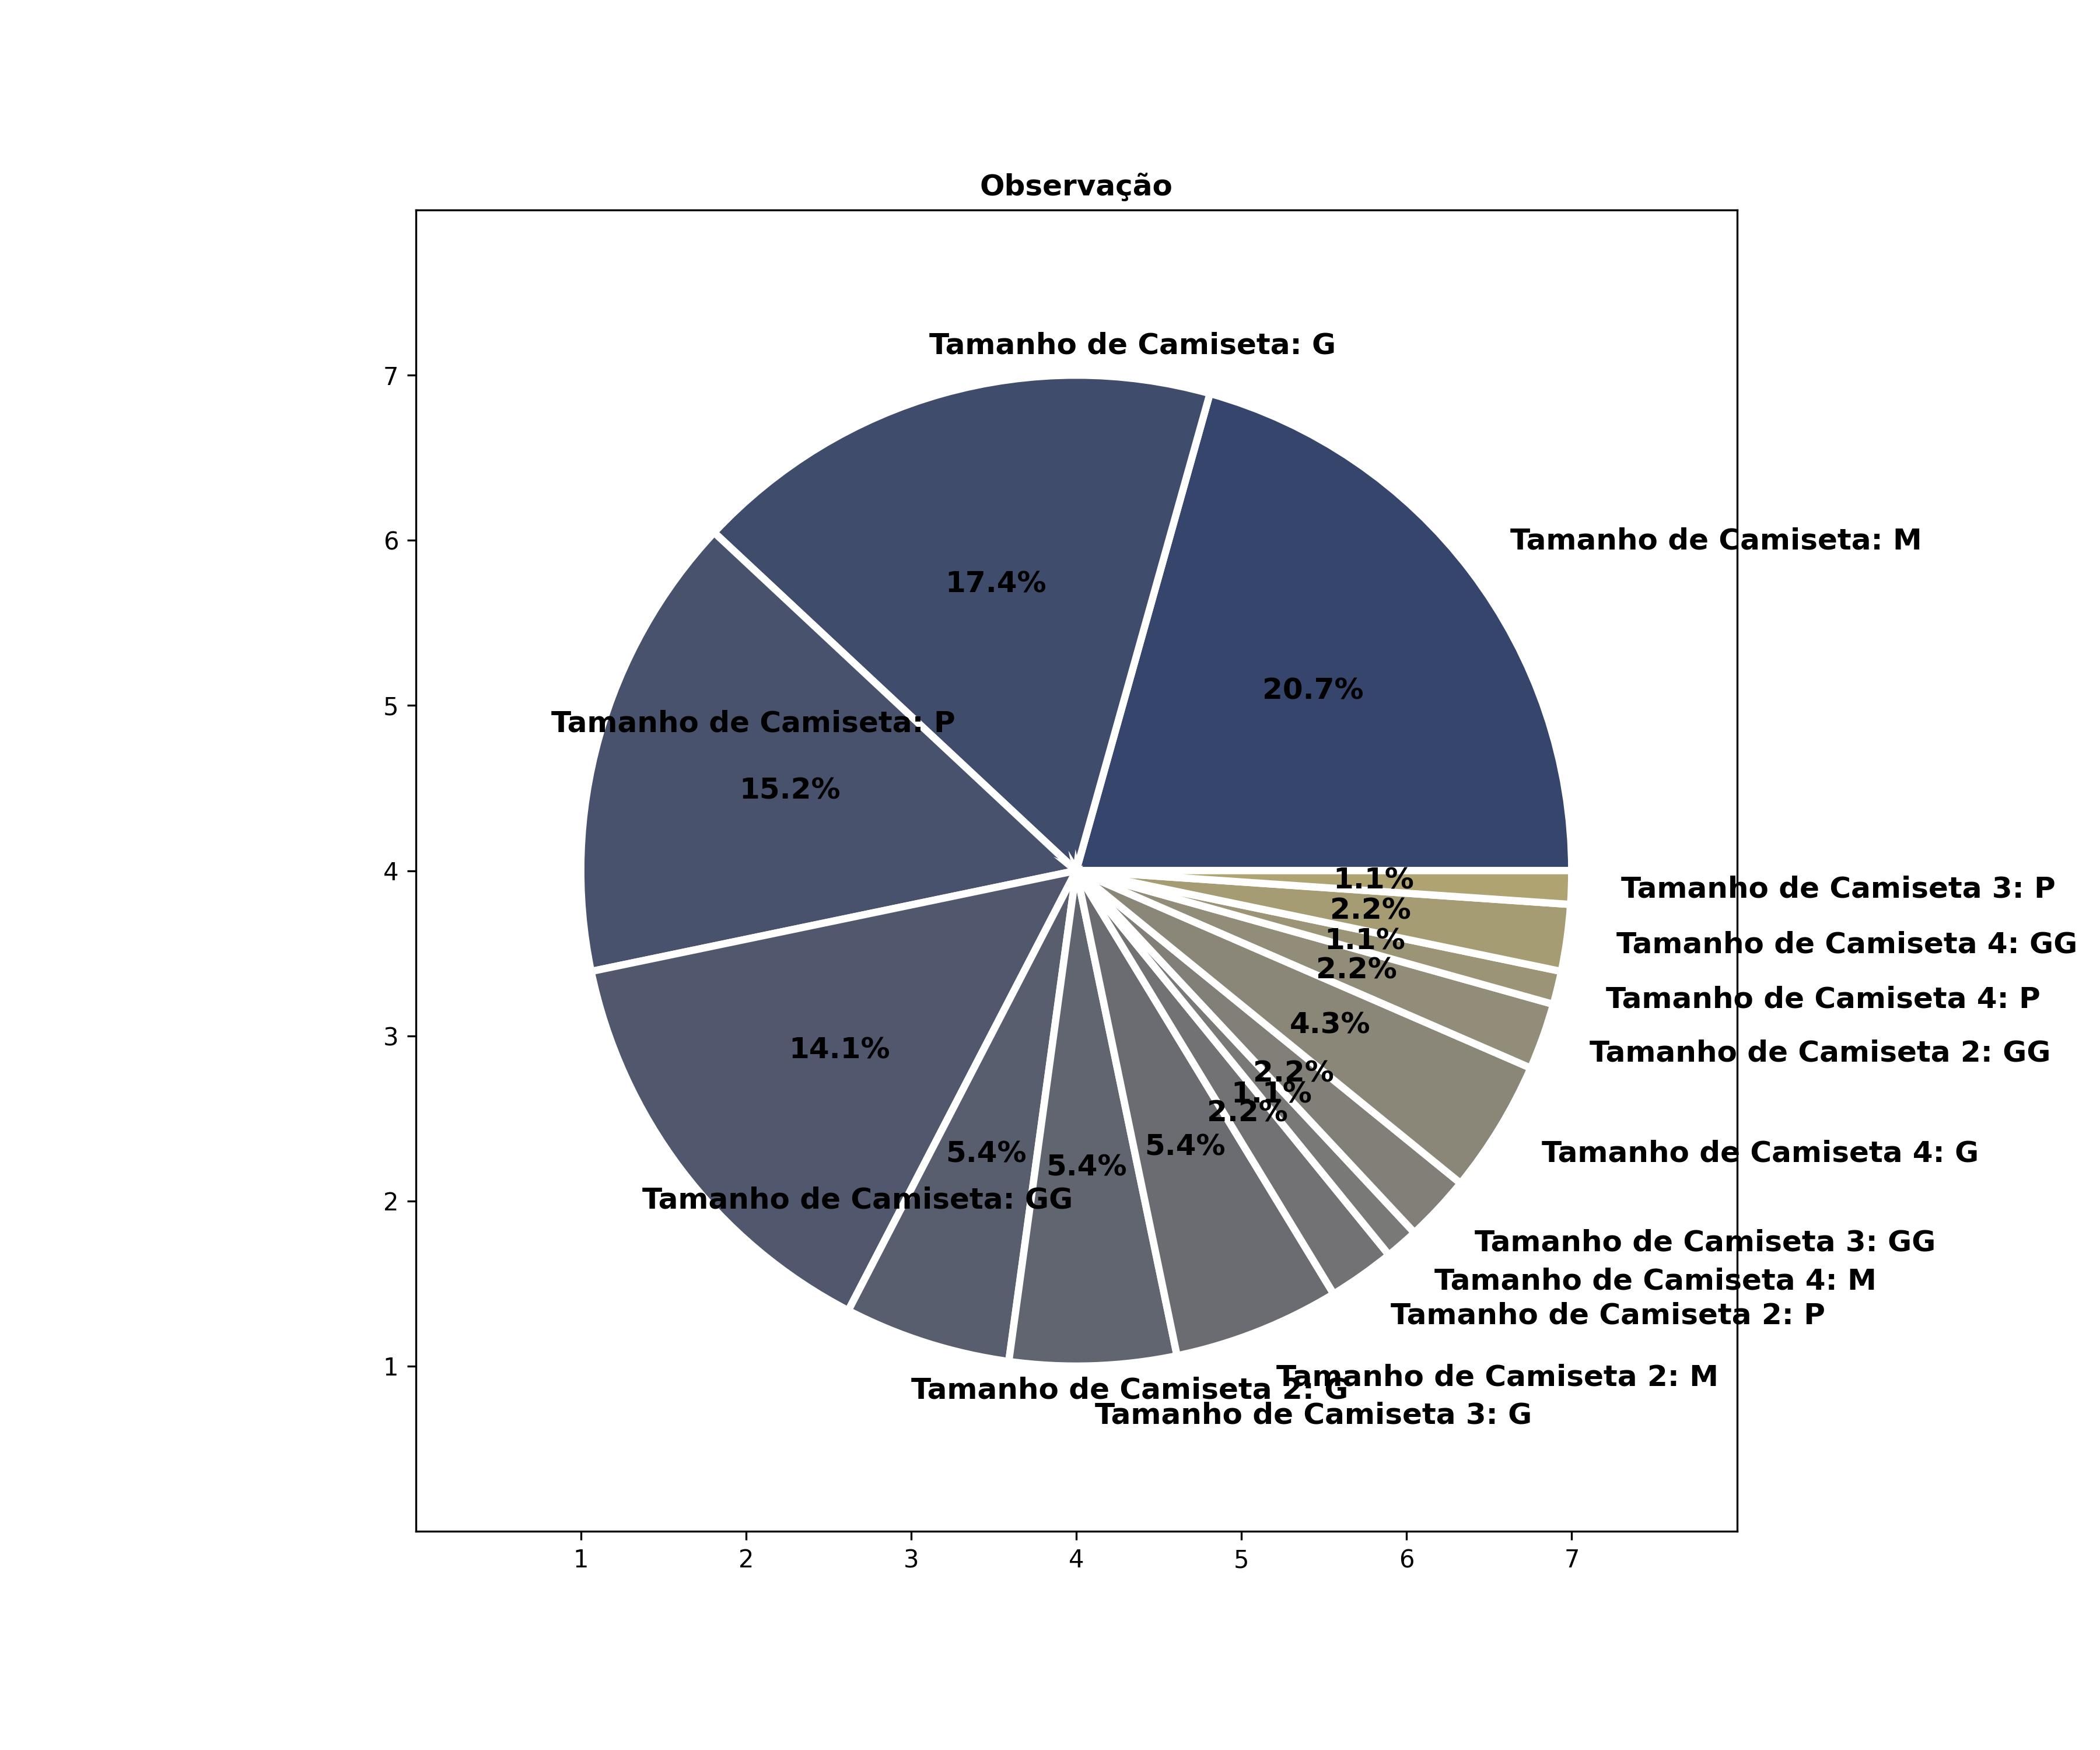 Observação
Tamanho de Camiseta: G
7
Tamanho de Camiseta: M
6
17.4%
20.7%
5
Tamanho de Camiseta: P
15.2%
4
1.1%
Tamanho de Camiseta 3: P
2.2%
1.1%
Tamanho de Camiseta 4: GG
2.2%
Tamanho de Camiseta 4: P
4.3%
3
14.1%
Tamanho de Camiseta 2: GG
2.2%
1.1%
2.2%
5.4%
5.4%
5.4%
Tamanho de Camiseta 4: G
2
Tamanho de Camiseta: GG
Tamanho de Camiseta 3: GG
Tamanho de Camiseta 4: M
Tamanho de Camiseta 2: P
1
Tamanho de Camiseta 2: M
Tamanho de Camiseta 2: G
Tamanho de Camiseta 3: G
1 2 3 4 5 6 7